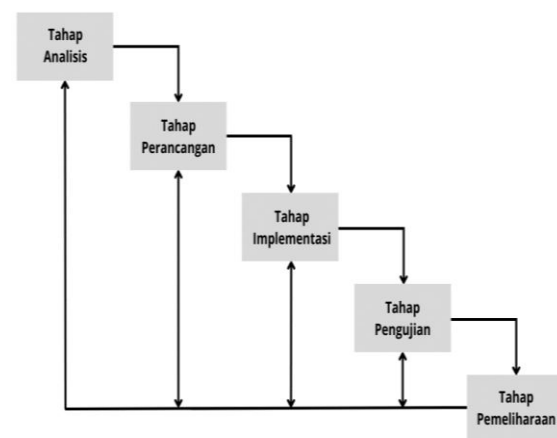 Tahap
Analisis
Tahap
Perancangan
Tahap
Implementasi
Tahap
Pengujian
Tahap
Pemeliharaan